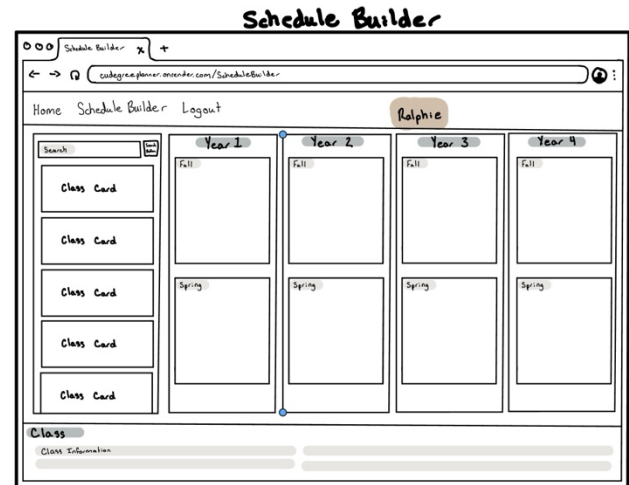 Schedule Builder
Schedule Builder x +
cudegreeplanner.onrender.com/ScheduleBuilder
Home Schedule Builder Logout Ralphie
Search
Year 1 Year 2 Year 3 Year 4
Fall Fall Fall Fall
Class Card
Class Card
Class Card
Spring Spring Spring Spring
Class Card
Class Card
Class
Class Information